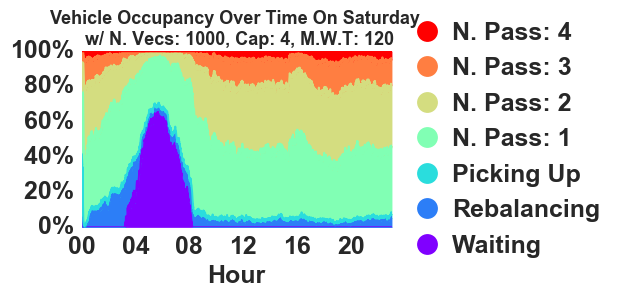 Vehicle Occupancy Over Time On Saturday
w/ N. Vecs: 1000, Cap: 4, M.W.T: 120
100%
80%
60%
40%
20%
0%
00 04 08 12 16 20
Hour
N. Pass: 4
N. Pass: 3
N. Pass: 2
N. Pass: 1
Picking Up
Rebalancing
Waiting